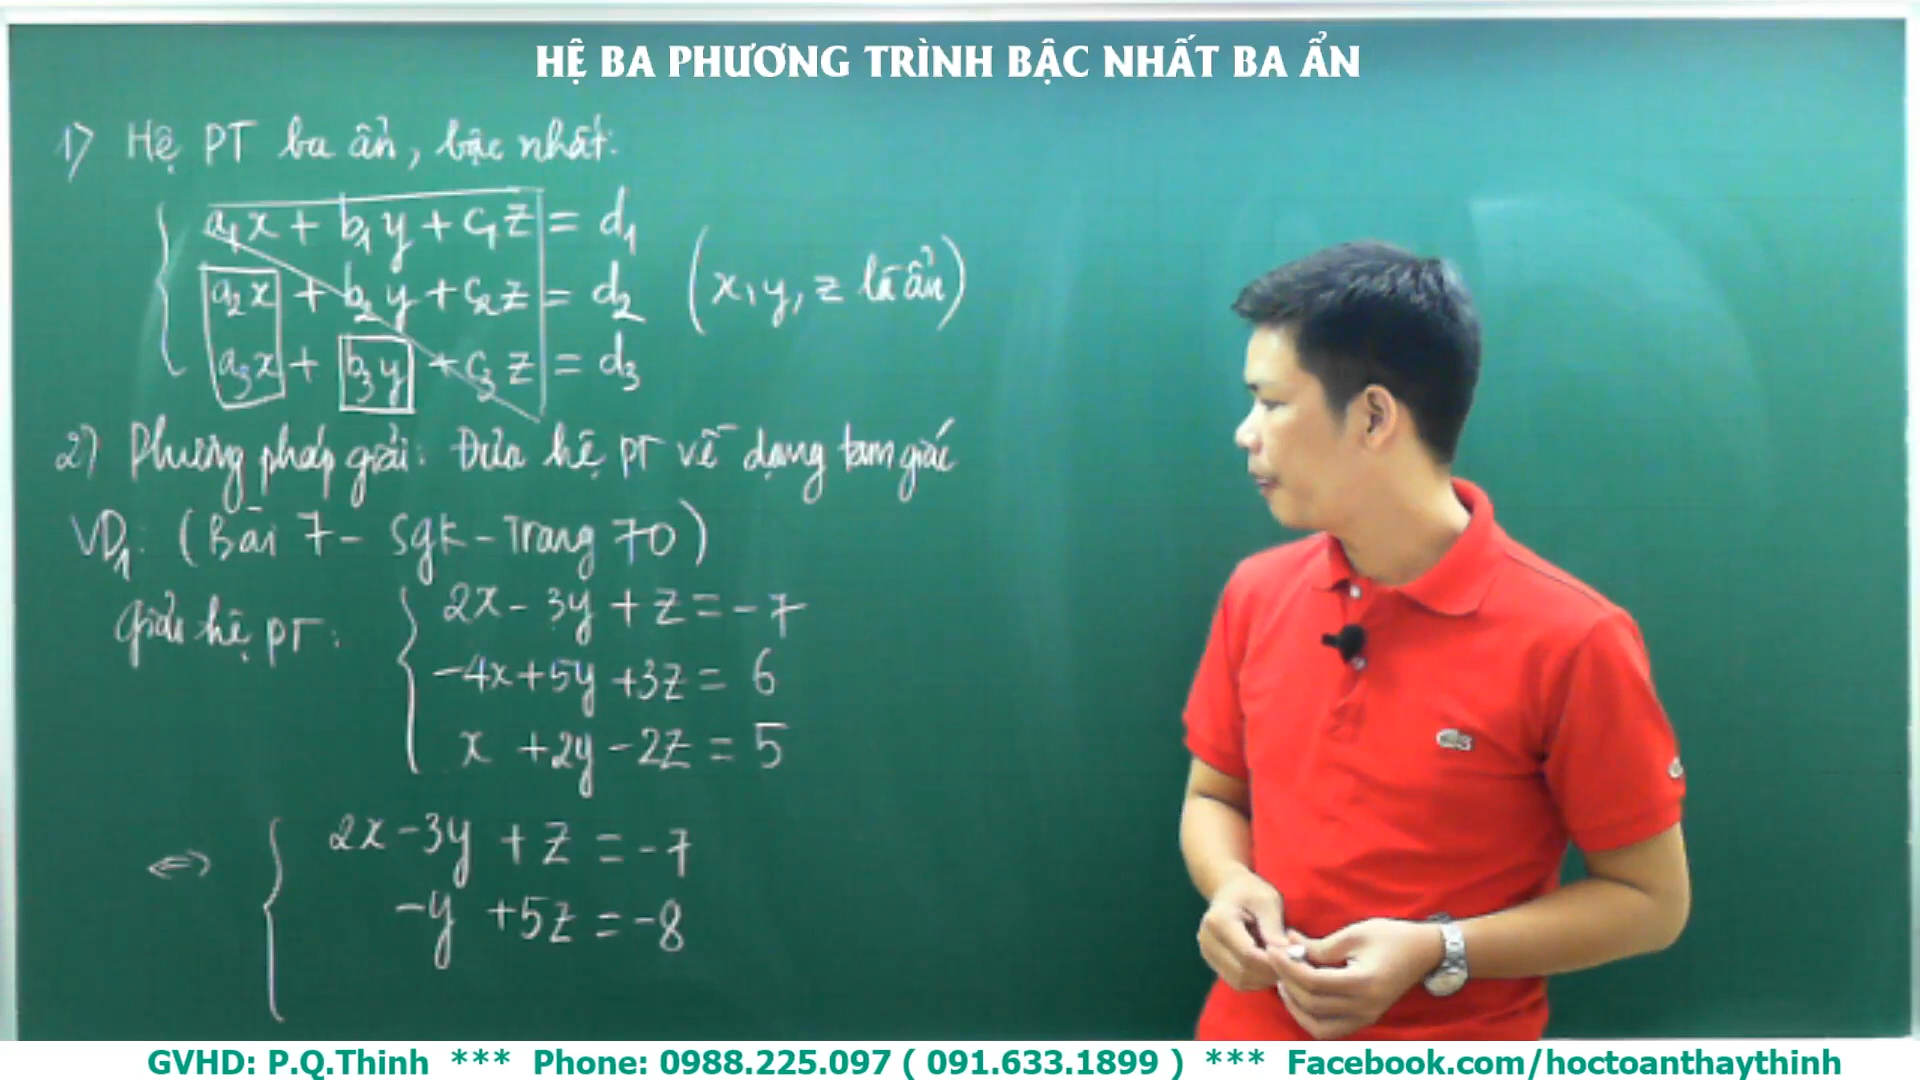 HỆ BA PHƯƠNG TRÌNH BẬC NHẤT BA ẨN
1) Hệ PT ba ẩn, bậc nhất:
a₁x + b₁y + c₁z = d₁
a₂x + b₂y + c₂z = d₂ (x, y, z là ẩn)
a₃x + b₃y + c₃z = d₃
2) Phương pháp giải: Đưa hệ PT về dạng tam giác
VD₁: (Bài 7 - Sgk - Trang 70)
Giải hệ PT: 2x - 3y + z = -7
-4x + 5y + 3z = 6
x + 2y - 2z = 5
⇔ 2x - 3y + z = -7
-y + 5z = -8
GVHD: P.Q.Thinh *** Phone: 0988.225.097 ( 091.633.1899 ) *** Facebook.com/hoctoanthaythinh